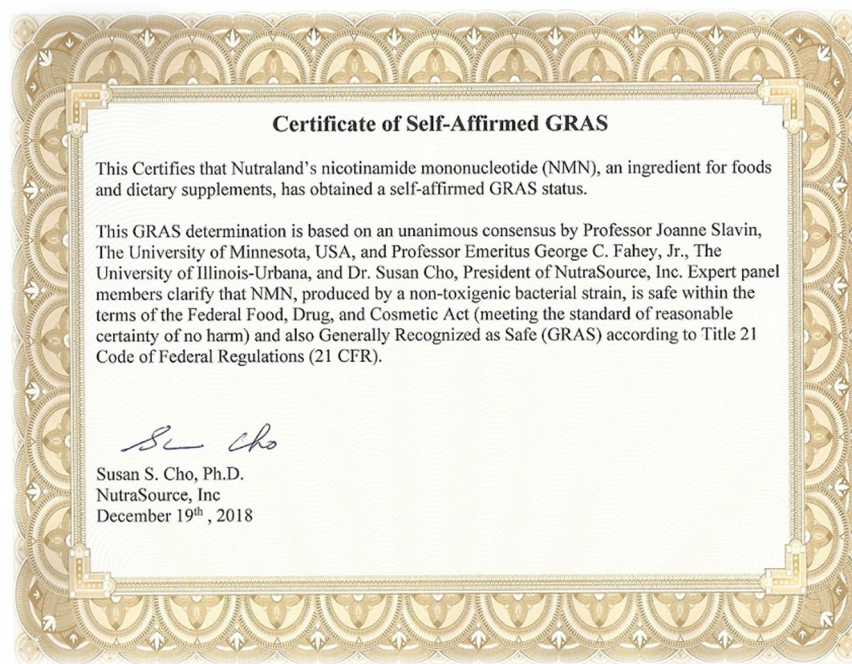 Certificate of Self-Affirmed GRAS
This Certifies that Nutraland's nicotinamide mononucleotide (NMN), an ingredient for foods
and dietary supplements, has obtained a self-affirmed GRAS status.
This GRAS determination is based on an unanimous consensus by Professor Joanne Slavin,
The University of Minnesota, USA, and Professor Emeritus George C. Fahey, Jr., The
University of Illinois-Urbana, and Dr. Susan Cho, President of NutraSource, Inc. Expert panel
members clarify that NMN, produced by a non-toxigenic bacterial strain, is safe within the
terms of the Federal Food, Drug, and Cosmetic Act (meeting the standard of reasonable
certainty of no harm) and also Generally Recognized as Safe (GRAS) according to Title 21
Code of Federal Regulations (21 CFR).
Cho
Susan S. Cho, Ph.D.
NutraSource, Inc
December 19th , 2018